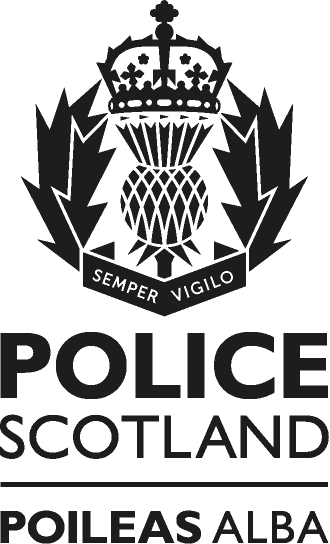 SEMPER VIGILO
POLICE
SCOTLAND
POILEAS ALBA